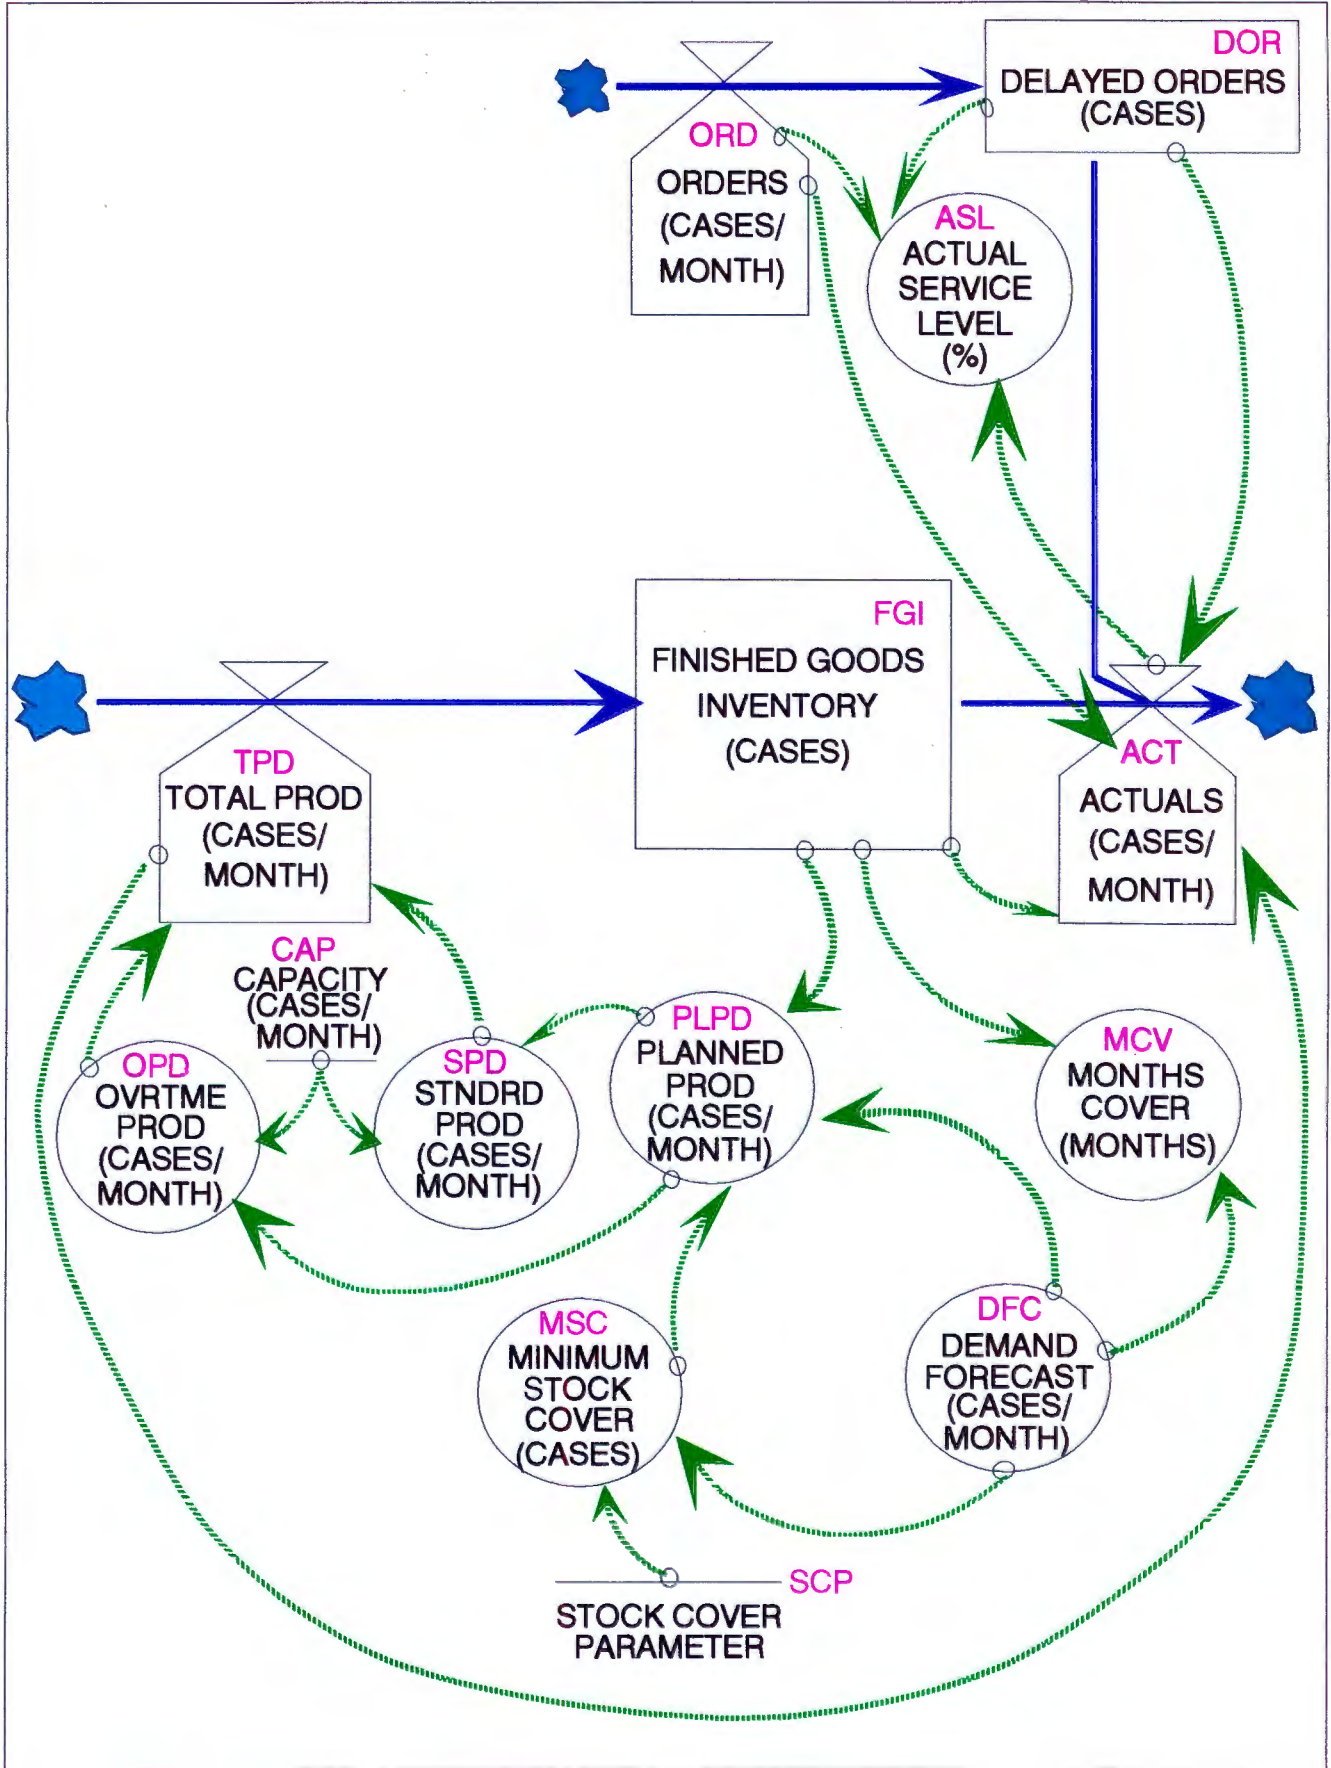 DOR
DELAYED ORDERS
(CASES)
ORD
ORDERS
(CASES/
MONTH)
ASL
ACTUAL
SERVICE
LEVEL
(%)
FGI
FINISHED GOODS
INVENTORY
(CASES)
TPD
TOTAL PROD
(CASES/
MONTH)
ACT
ACTUALS
(CASES/
MONTH)
CAP
CAPACITY
(CASES/
MONTH)
OPD
OVRTME
PROD
(CASES/
MONTH)
SPD
STNDRD
PROD
(CASES/
MONTH)
PLPD
PLANNED
PROD
(CASES/
MONTH)
MCV
MONTHS
COVER
(MONTHS)
MSC
MINIMUM
STOCK
COVER
(CASES)
DFC
DEMAND
FORECAST
(CASES/
MONTH)
SCP
STOCK COVER
PARAMETER